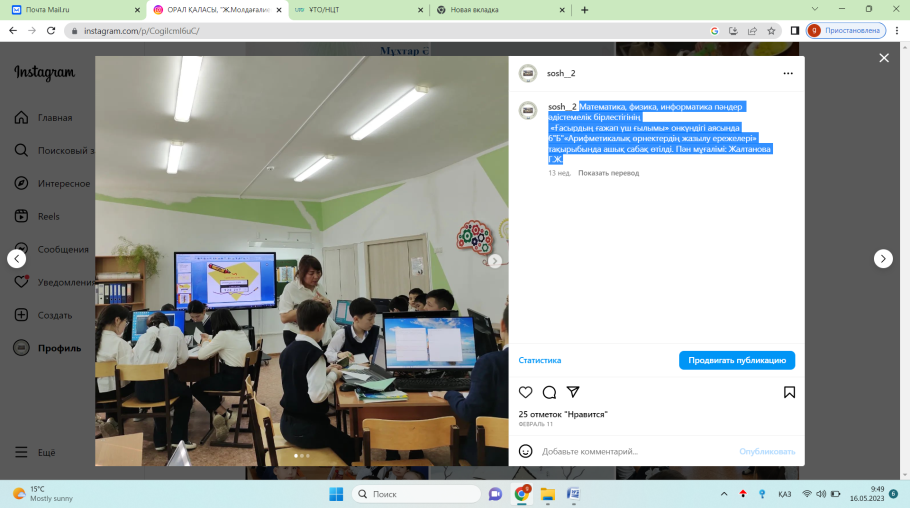 Почта Mail.ru
ОРАЛ ҚАЛАСЫ, "Ж.Молдағалие
ҰТО/НЦТ
Новая вкладка
instagram.com/p/CogiIcmI6uC/
Приостановлена
Мұхтар
Instagram
Главная
Поисковый з
Интересное
Reels
Сообщения
Уведомлени
Создать
Профиль
Ещё
sosh_2
sosh_2 Математика, физика, информатика пәндер
әдістемелік бірлестігінің
«Ғасырдың ғажап үш ғылымы» онкүндігі аясында
6"Б"«Арифметикалық өрнектердің жазылу ережелері»
тақырыбында ашық сабақ өтілді. Пән мұғалімі: Жалтанова
Г.Ж.
13 нед. Показать перевод
Статистика
Продвигать публикацию
25 отметок "Нравится"
ФЕВРАЛЬ 11
Добавьте комментарий...
Опубликовать
15°C
Mostly sunny
Поиск
ҚАЗ
9:49
16.05.2023
6